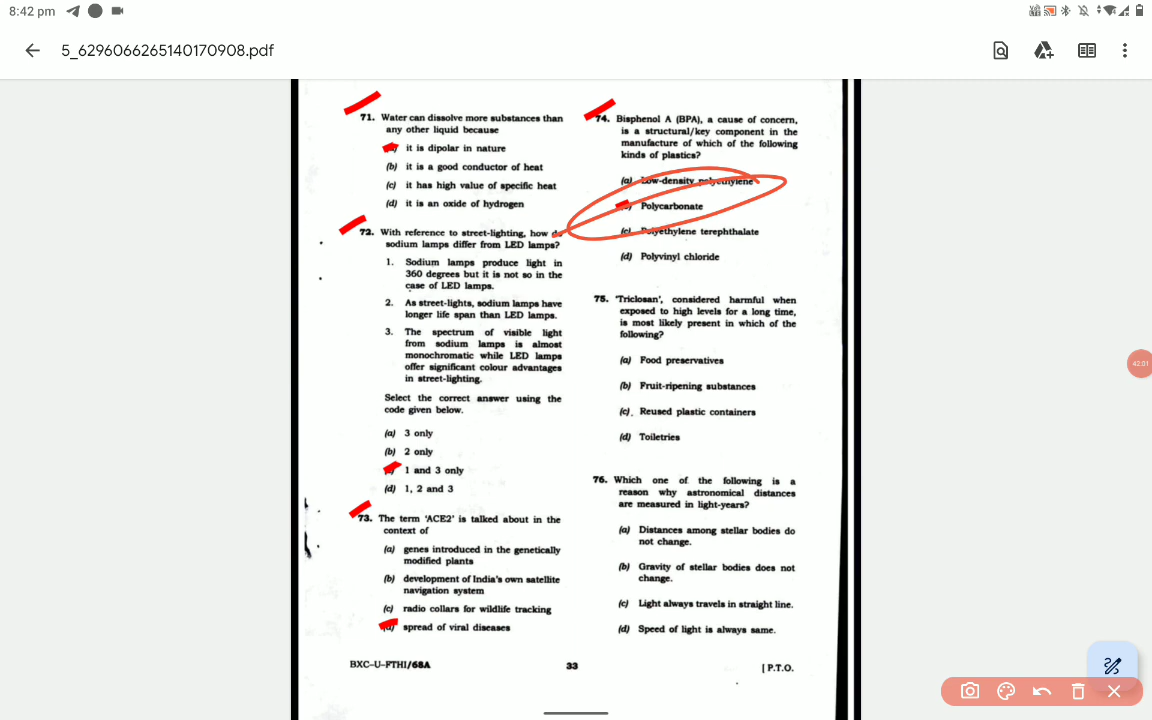 8:42 pm
5_6296066265140170908.pdf
71. Water can dissolve more substances than
any other liquid because
it is dipolar in nature
(b) it is a good conductor of heat
(c) it has high value of specific heat
(d) it is an oxide of hydrogen
72. With reference to street-lighting, how do
sodium lamps differ from LED lamps?
1. Sodium lamps produce light in
360 degrees but it is not so in the
case of LED lamps.
2. As street-lights, sodium lamps have
longer life span than LED lamps.
3. The spectrum of visible light
from sodium lamps is almost
monochromatic while LED lamps
offer significant colour advantages
in street-lighting.
Select the correct answer using the
code given below.
(a) 3 only
(b) 2 only
1 and 3 only
(d) 1, 2 and 3
73. The term 'ACE2' is talked about in the
context of
(a) genes introduced in the genetically
modified plants
(b) development of India's own satellite
navigation system
(c) radio collars for wildlife tracking
(d) spread of viral diseases
BXC-U-FTHI/68A
33
74. Bisphenol A (BPA), a cause of concern,
is a structural/key component in the
manufacture of which of the following
kinds of plastics?
(a) Low-density polyethylene
Polycarbonate
(c) Polyethylene terephthalate
(d) Polyvinyl chloride
75. 'Triclosan', considered harmful when
exposed to high levels for a long time,
is most likely present in which of the
following?
(a) Food preservatives
(b) Fruit-ripening substances
(c) Reused plastic containers
(d) Toiletries
76. Which one of the following is a
reason why astronomical distances
are measured in light-years?
(a) Distances among stellar bodies do
not change.
(b) Gravity of stellar bodies does not
change.
(c) Light always travels in straight line.
(d) Speed of light is always same.
[ P.T.O.
42:01